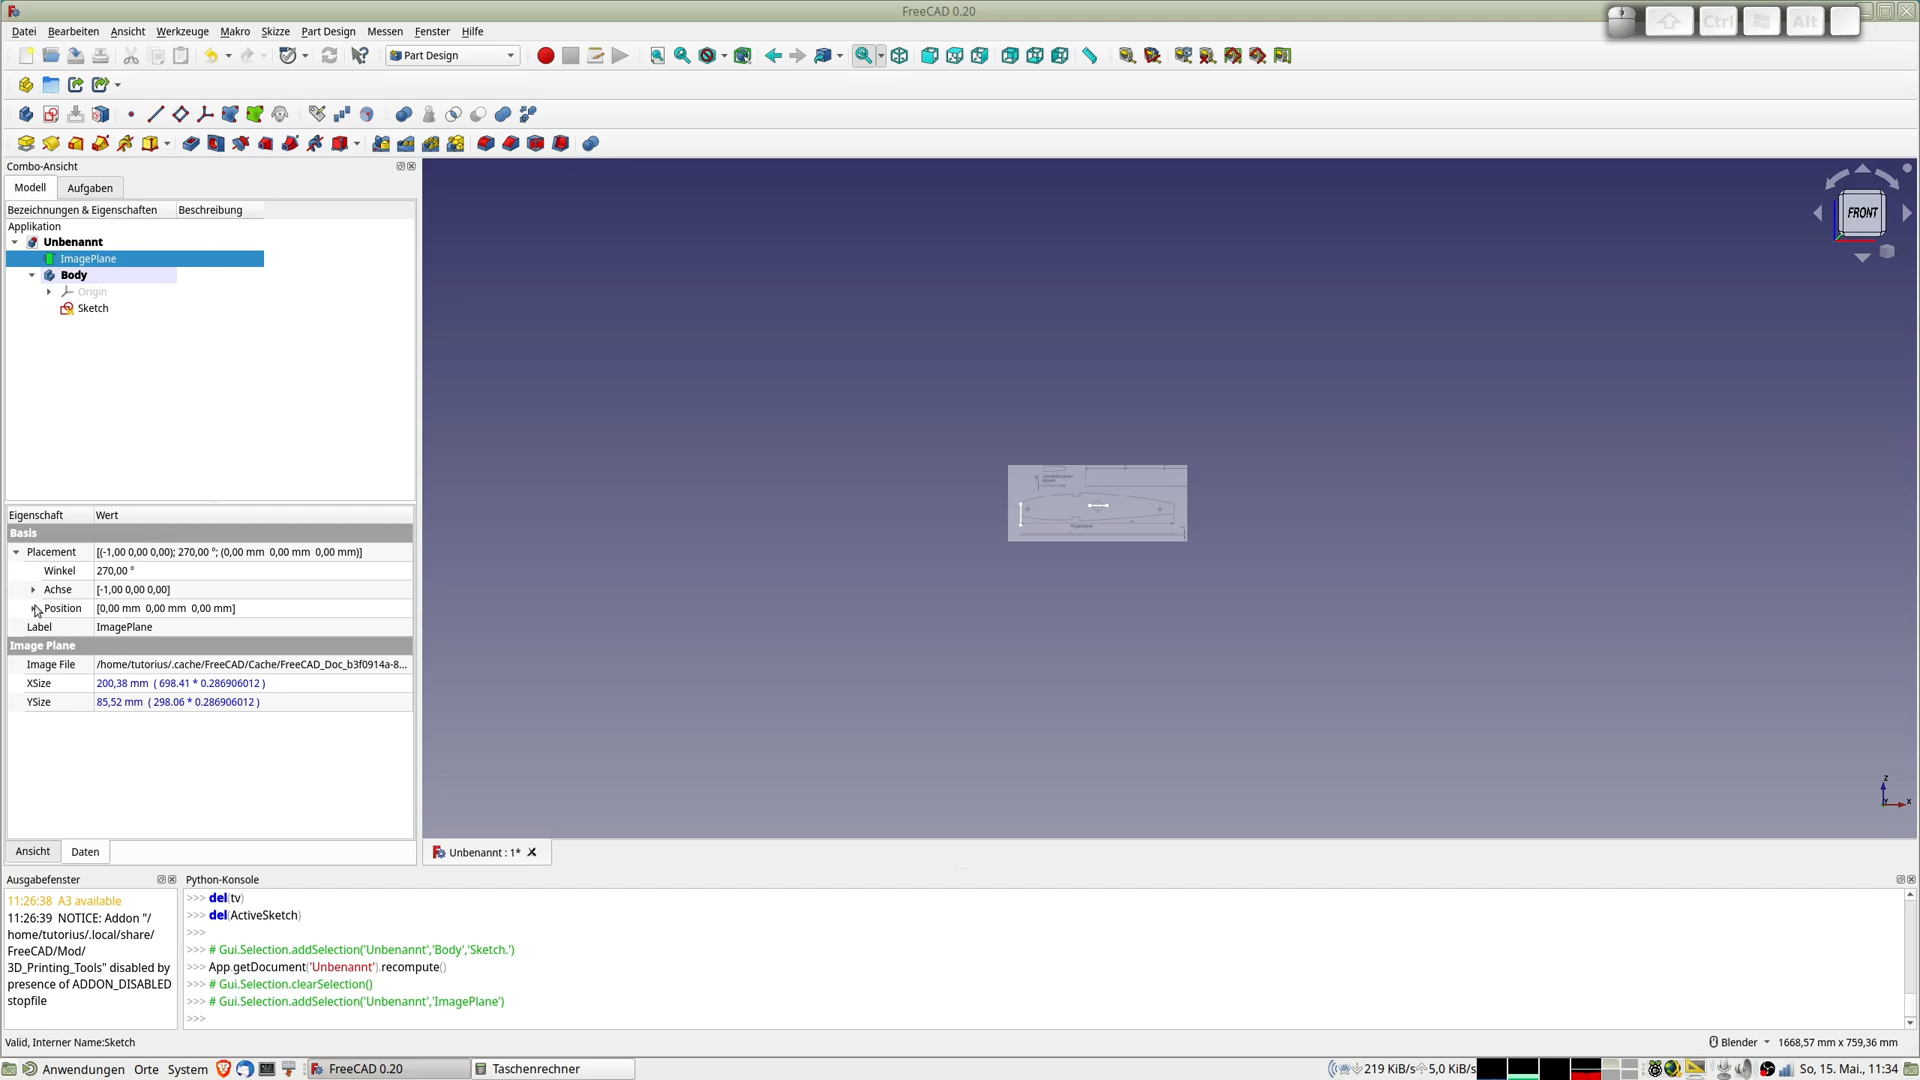 FreeCAD 0.20
Ctrl Alt
Datei Bearbeiten Ansicht Werkzeuge Makro Skizze Part Design Messen Fenster Hilfe
Part Design
Combo-Ansicht
Modell Aufgaben
Bezeichnungen & Eigenschaften Beschreibung
Applikation
Unbenannt
ImagePlane
Body
Origin
Sketch
FRONT
Eigenschaft Wert
Basis
Placement [(-1,00 0,00 0,00); 270,00 °; (0,00 mm 0,00 mm 0,00 mm)]
Winkel 270,00 °
Achse [-1,00 0,00 0,00]
Position [0,00 mm 0,00 mm 0,00 mm]
Label ImagePlane
Image Plane
Image File /home/tutorius/.cache/FreeCAD/Cache/FreeCAD_Doc_b3f0914a-8...
XSize 200,38 mm ( 698.41 * 0.286906012 )
YSize 85,52 mm ( 298.06 * 0.286906012 )
Z
Y
X
Ansicht Daten
Unbenannt : 1*
Ausgabefenster
11:26:38 A3 available
11:26:39 NOTICE: Addon "/
home/tutorius/.local/share/
FreeCAD/Mod/
3D_Printing_Tools" disabled by
presence of ADDON_DISABLED
stopfile
Python-Konsole
>>> del(tv)
>>> del(ActiveSketch)
>>>
>>> # Gui.Selection.addSelection('Unbenannt','Body','Sketch.')
>>> App.getDocument('Unbenannt').recompute()
>>> # Gui.Selection.clearSelection()
>>> # Gui.Selection.addSelection('Unbenannt','ImagePlane')
>>>
Valid, Interner Name:Sketch
Blender 1668,57 mm x 759,36 mm
Anwendungen Orte System FreeCAD 0.20 Taschenrechner 219 KiB/s 5,0 KiB/s So, 15. Mai., 11:34